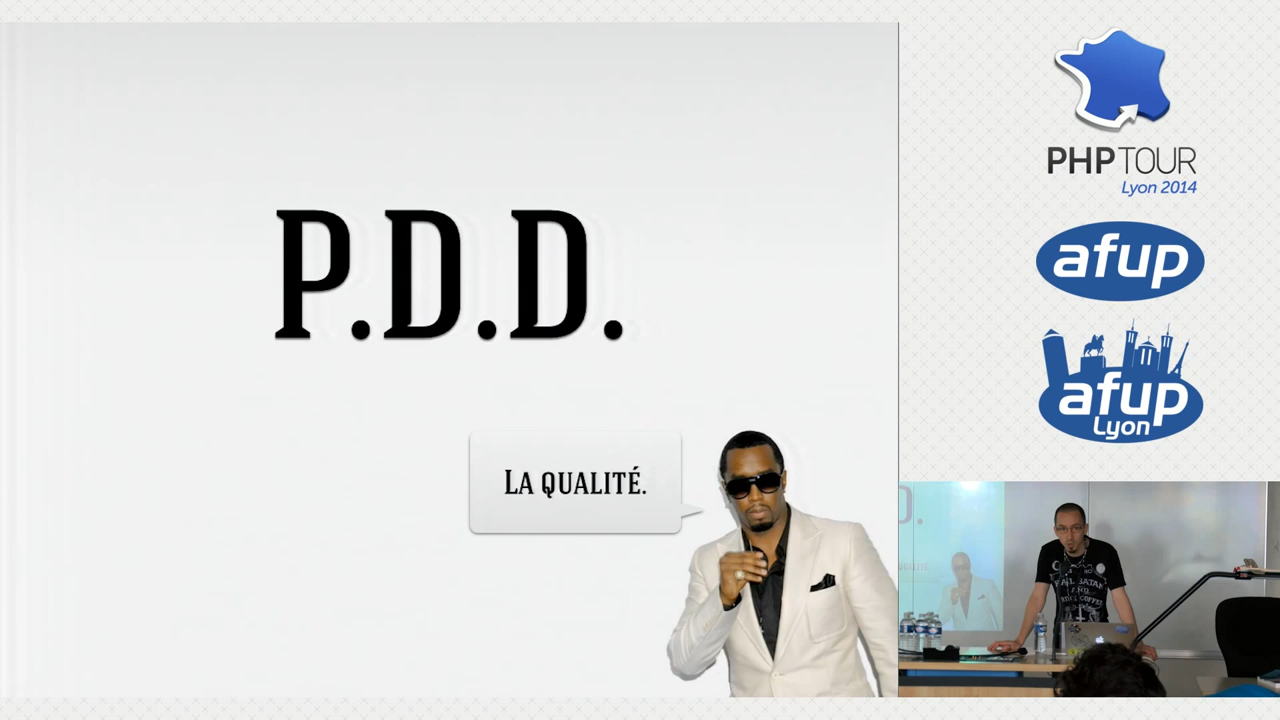 P.D.D.
LA QUALITÉ.
PHPTOUR
Lyon 2014
afup
afup
Lyon
D.